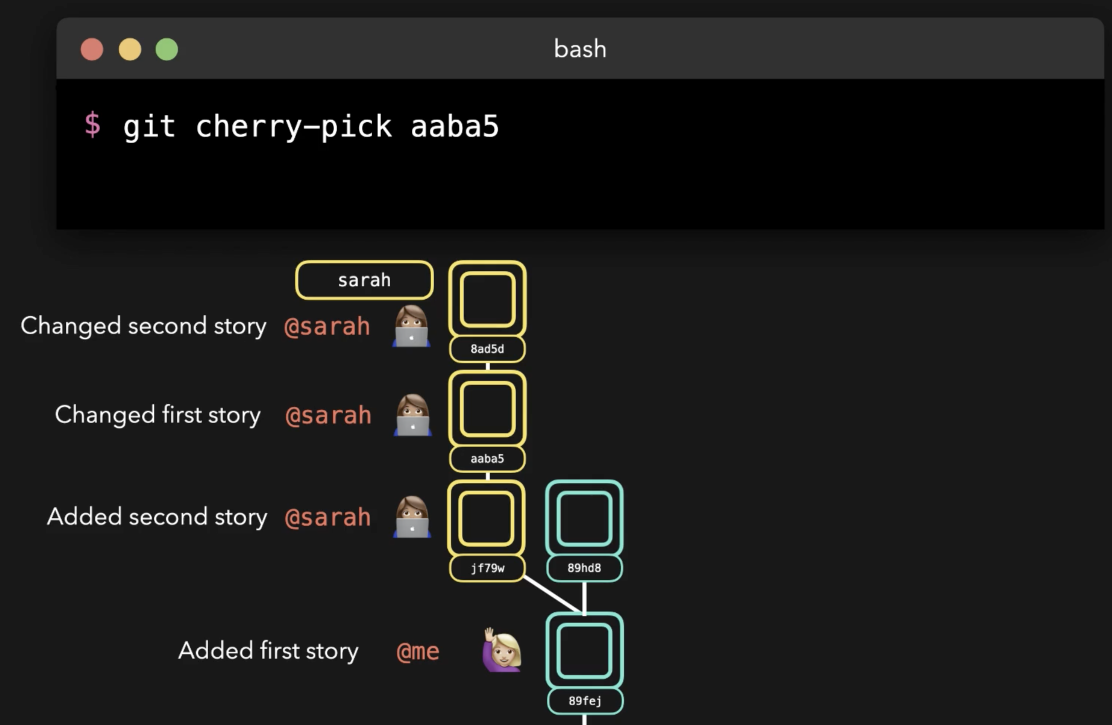 bash
$ git cherry-pick aaba5
sarah
Changed second story @sarah
8ad5d
Changed first story @sarah
aaba5
Added second story @sarah
jf79w 89hd8
Added first story @me
89fej